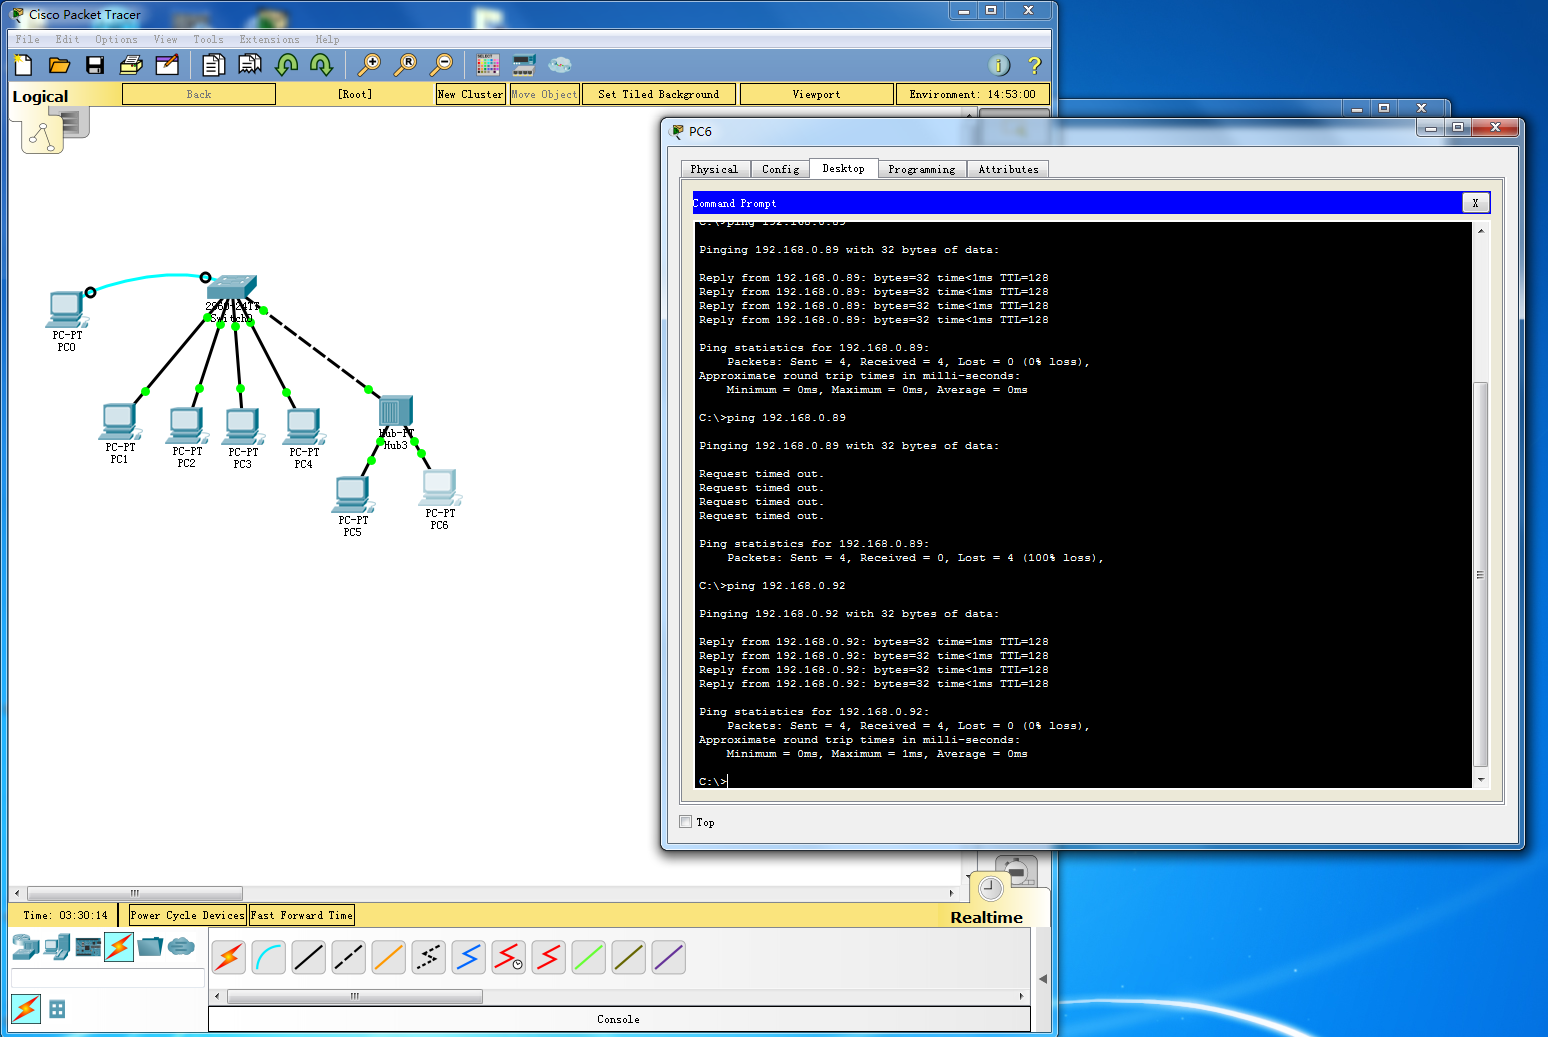 Cisco Packet Tracer
File Edit Options View Tools Extensions Help
Logical
Back
[Root]
New Cluster
Move Object
Set Tiled Background
Viewport
Environment: 14:53:00
PC-PT
PC0
2960-24TT
Switch0
PC-PT
PC1
PC-PT
PC2
PC-PT
PC3
PC-PT
PC4
Hub-PT
Hub3
PC-PT
PC5
PC-PT
PC6
PC6
Physical
Config
Desktop
Programming
Attributes
Command Prompt
X
C:\>ping 192.168.0.89
Pinging 192.168.0.89 with 32 bytes of data:
Reply from 192.168.0.89: bytes=32 time<1ms TTL=128
Reply from 192.168.0.89: bytes=32 time<1ms TTL=128
Reply from 192.168.0.89: bytes=32 time<1ms TTL=128
Reply from 192.168.0.89: bytes=32 time<1ms TTL=128
Ping statistics for 192.168.0.89:
Packets: Sent = 4, Received = 4, Lost = 0 (0% loss),
Approximate round trip times in milli-seconds:
Minimum = 0ms, Maximum = 0ms, Average = 0ms
C:\>ping 192.168.0.89
Pinging 192.168.0.89 with 32 bytes of data:
Request timed out.
Request timed out.
Request timed out.
Request timed out.
Ping statistics for 192.168.0.89:
Packets: Sent = 4, Received = 0, Lost = 4 (100% loss),
C:\>ping 192.168.0.92
Pinging 192.168.0.92 with 32 bytes of data:
Reply from 192.168.0.92: bytes=32 time=1ms TTL=128
Reply from 192.168.0.92: bytes=32 time<1ms TTL=128
Reply from 192.168.0.92: bytes=32 time<1ms TTL=128
Reply from 192.168.0.92: bytes=32 time<1ms TTL=128
Ping statistics for 192.168.0.92:
Packets: Sent = 4, Received = 4, Lost = 0 (0% loss),
Approximate round trip times in milli-seconds:
Minimum = 0ms, Maximum = 1ms, Average = 0ms
C:\>
Top
Time: 03:30:14
Power Cycle Devices
Fast Forward Time
Realtime
Console